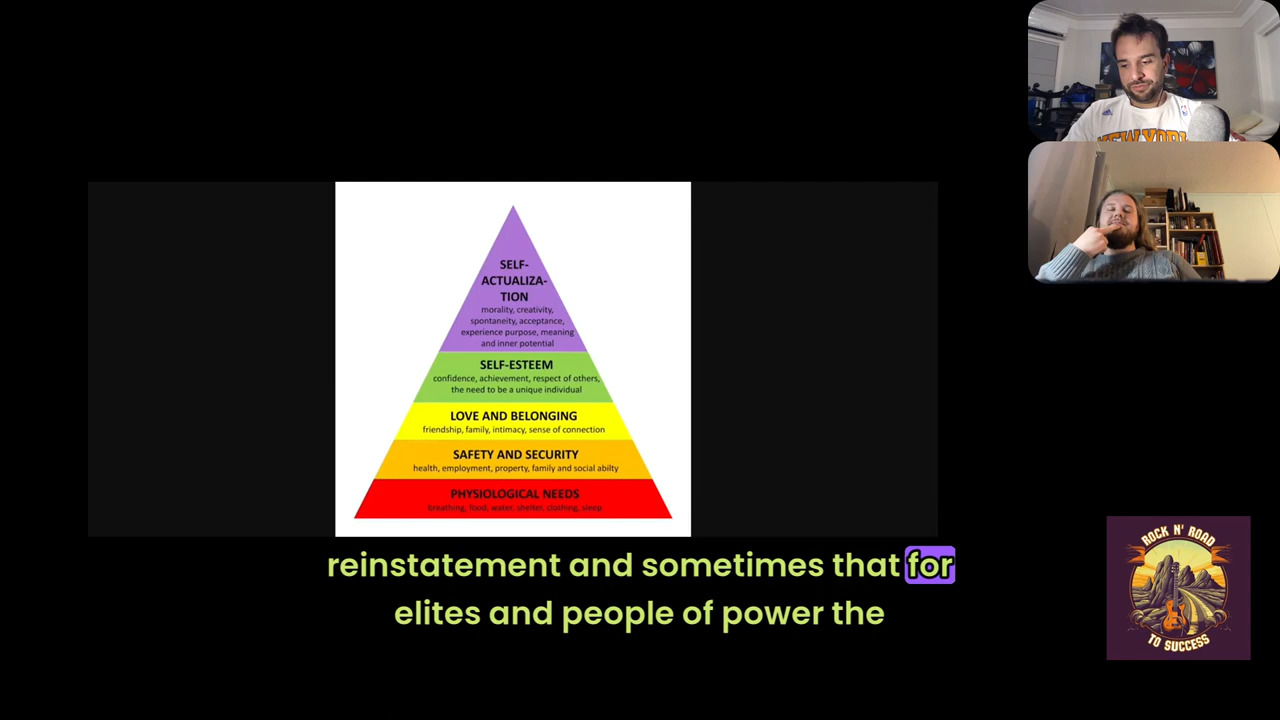 SELF-
ACTUALIZA-
TION
morality, creativity,
spontaneity, acceptance,
experience purpose, meaning
and inner potential
SELF-ESTEEM
confidence, achievement, respect of others,
the need to be a unique individual
LOVE AND BELONGING
friendship, family, intimacy, sense of connection
SAFETY AND SECURITY
health, employment, property, family and social abilty
PHYSIOLOGICAL NEEDS
breathing, food, water, shelter, clothing, sleep
reinstatement and sometimes that for
elites and people of power the
NEW YORK
ROCK N' ROAD
TO SUCCESS